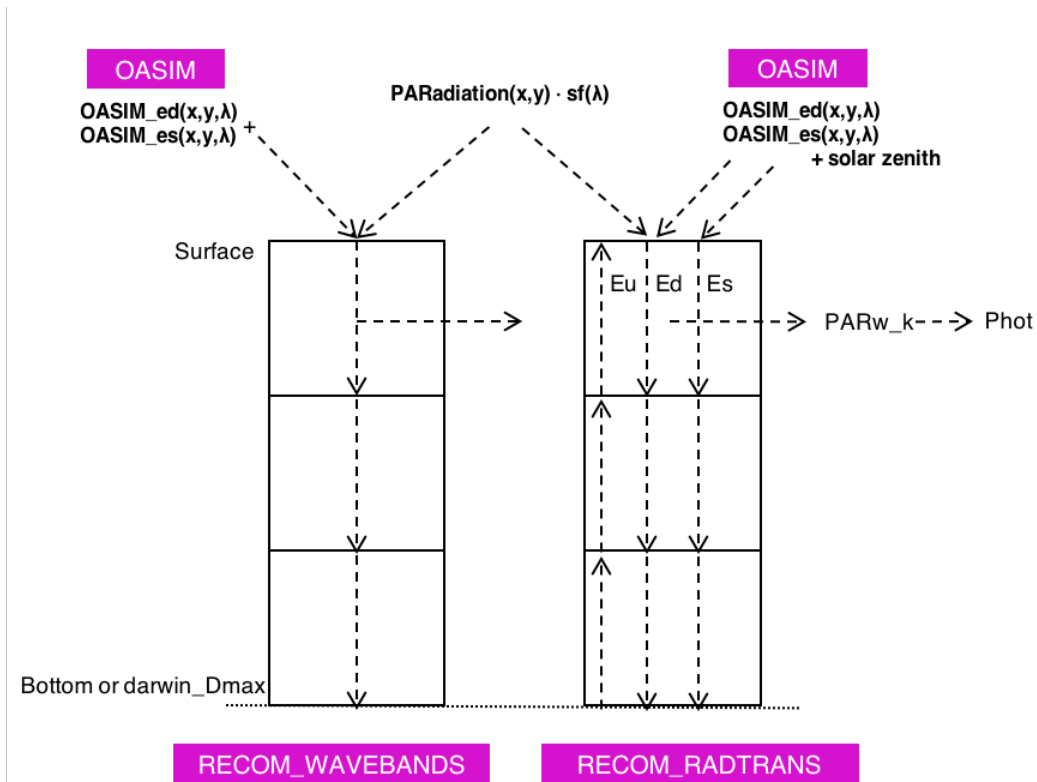 OASIM
OASIM_ed(x,y,λ)
OASIM_es(x,y,λ) +
PARadiation(x,y) · sf(λ)
OASIM
OASIM_ed(x,y,λ)
OASIM_es(x,y,λ)
+ solar zenith
Surface
Eu Ed Es
PARw_k
Phot
Bottom or darwin_Dmax
RECOM_WAVEBANDS
RECOM_RADTRANS